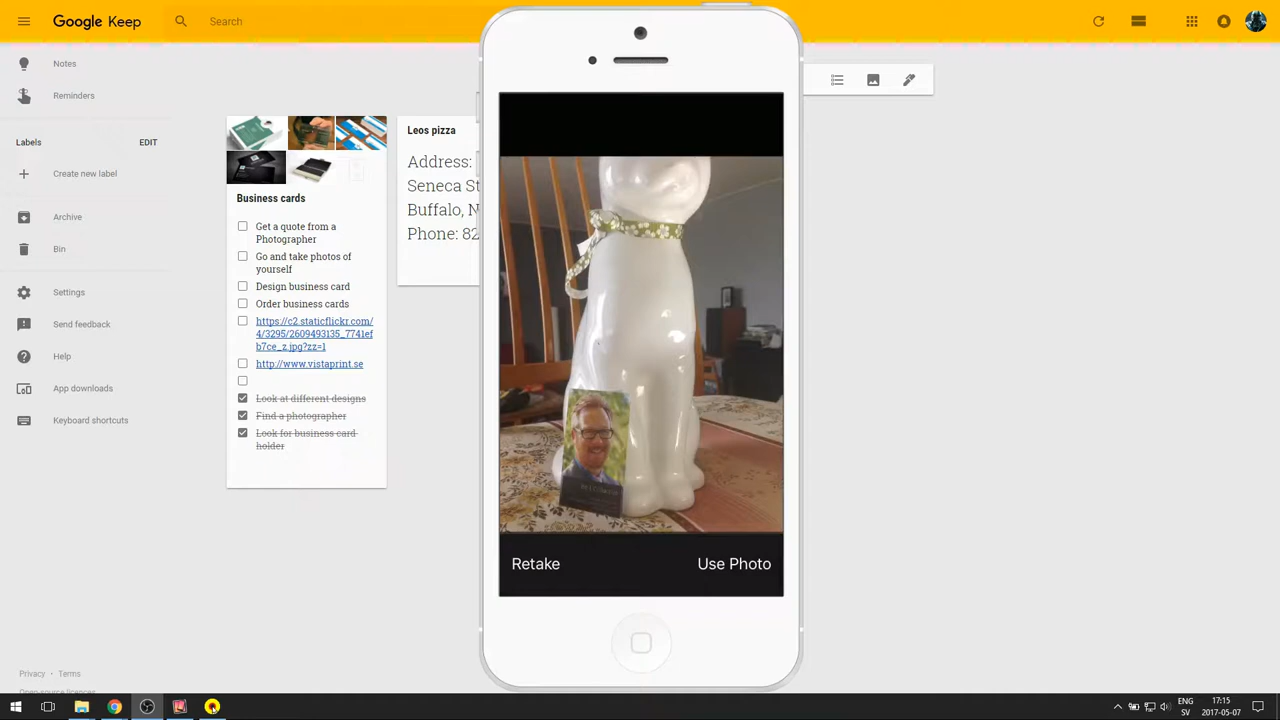 Google Keep
Search
Notes
Reminders
Labels
EDIT
Create new label
Archive
Bin
Settings
Send feedback
Help
App downloads
Keyboard shortcuts
Privacy · Terms
Open-source licences
Business cards
Get a quote from a
Photographer
Go and take photos of
yourself
Design business card
Order business cards
https://c2.staticflickr.com/
4/3295/2609493135_7741ef
b7ce_z.jpg?zz=1
http://www.vistaprint.se
Look at different designs
Find a photographer
Look for business card
holder
Leos pizza
Address:
Seneca St
Buffalo, N
Phone: 82
Retake
Use Photo
ENG
SV
17:15
2017-05-07